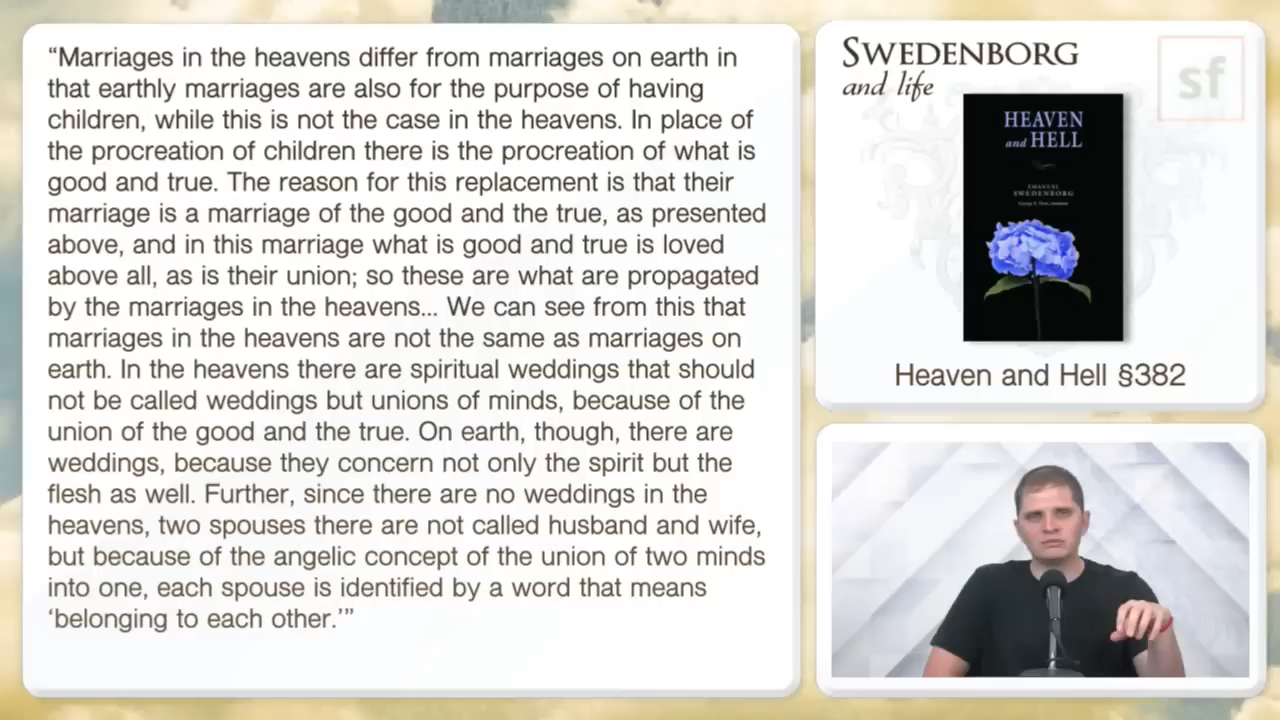 “Marriages in the heavens differ from marriages on earth in
that earthly marriages are also for the purpose of having
children, while this is not the case in the heavens. In place of
the procreation of children there is the procreation of what is
good and true. The reason for this replacement is that their
marriage is a marriage of the good and the true, as presented
above, and in this marriage what is good and true is loved
above all, as is their union; so these are what are propagated
by the marriages in the heavens... We can see from this that
marriages in the heavens are not the same as marriages on
earth. In the heavens there are spiritual weddings that should
not be called weddings but unions of minds, because of the
union of the good and the true. On earth, though, there are
weddings, because they concern not only the spirit but the
flesh as well. Further, since there are no weddings in the
heavens, two spouses there are not called husband and wife,
but because of the angelic concept of the union of two minds
into one, each spouse is identified by a word that means
‘belonging to each other.’”
SWEDENBORG
and life
sf
HEAVEN
and HELL
EMANUEL
SWEDENBORG
Heaven and Hell §382